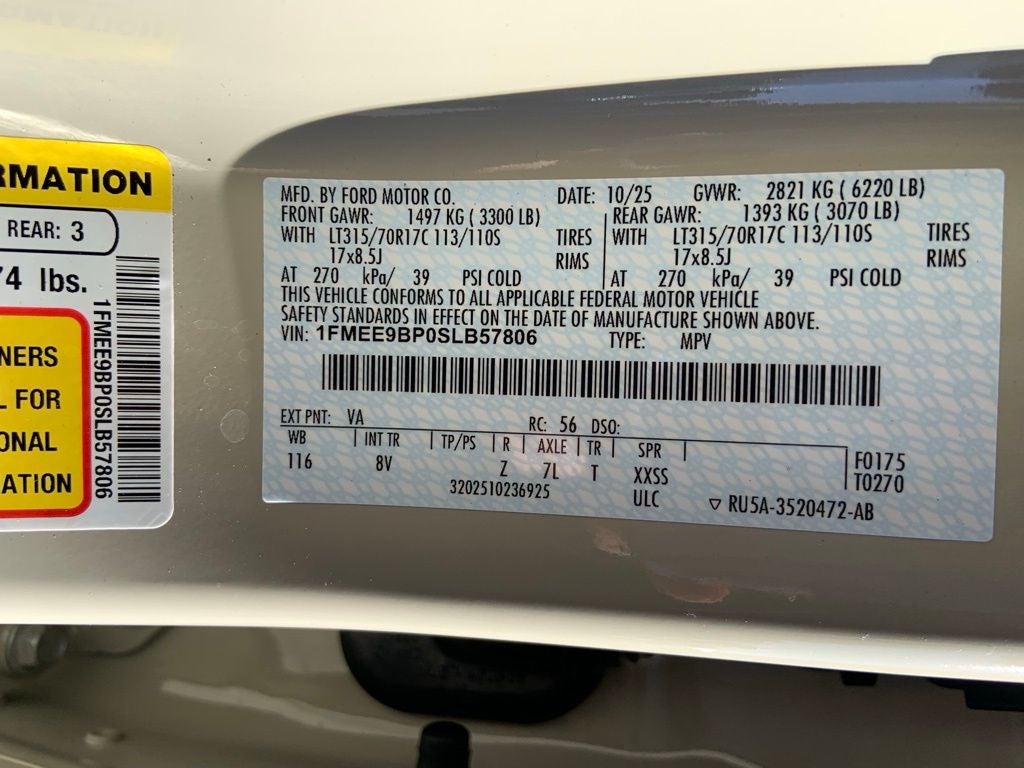 RMATION
REAR: 3
74 lbs.
NERS
L FOR
ONAL
ATION
1FMEE9BP0SLB57806
MFD. BY FORD MOTOR CO. DATE: 10/25 GVWR: 2821 KG ( 6220 LB)
FRONT GAWR: 1497 KG ( 3300 LB) REAR GAWR: 1393 KG ( 3070 LB)
WITH LT315/70R17C 113/110S TIRES WITH LT315/70R17C 113/110S TIRES
17x8.5J RIMS 17x8.5J RIMS
AT 270 kPa/ 39 PSI COLD AT 270 kPa/ 39 PSI COLD
THIS VEHICLE CONFORMS TO ALL APPLICABLE FEDERAL MOTOR VEHICLE
SAFETY STANDARDS IN EFFECT ON THE DATE OF MANUFACTURE SHOWN ABOVE.
VIN: 1FMEE9BP0SLB57806 TYPE: MPV
EXT PNT: VA RC: 56 DSO:
WB INT TR TP/PS R AXLE TR SPR
116 8V Z 7L T XXSS
F0175
T0270
3202510236925 ULC RU5A-3520472-AB